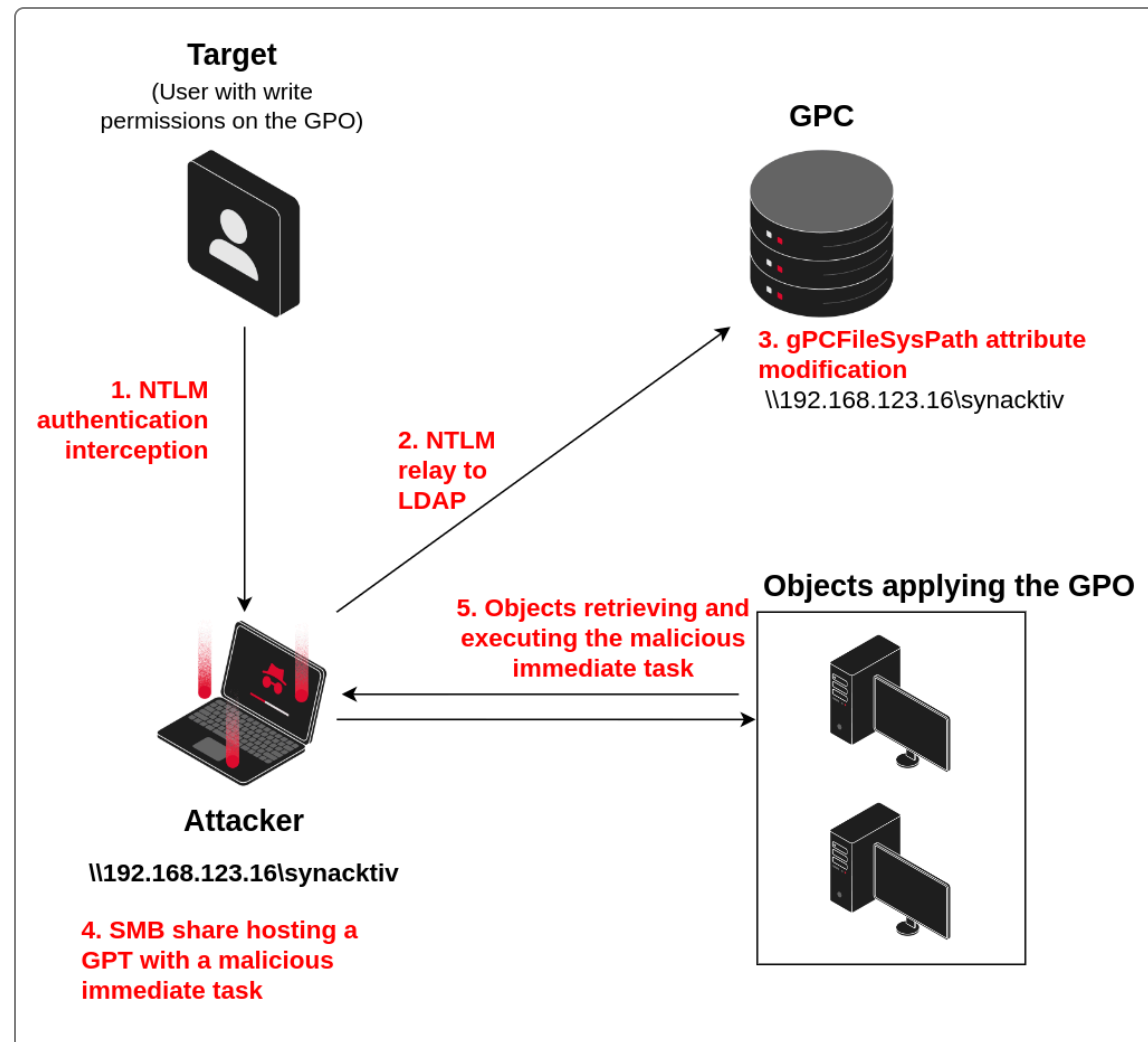 Target
(User with write
permissions on the GPO)
GPC
1. NTLM
authentication
interception
2. NTLM
relay to
LDAP
3. gPCFileSysPath attribute
modification
\\192.168.123.16\synacktiv
Objects applying the GPO
5. Objects retrieving and
executing the malicious
immediate task
Attacker
\\192.168.123.16\synacktiv
4. SMB share hosting a
GPT with a malicious
immediate task